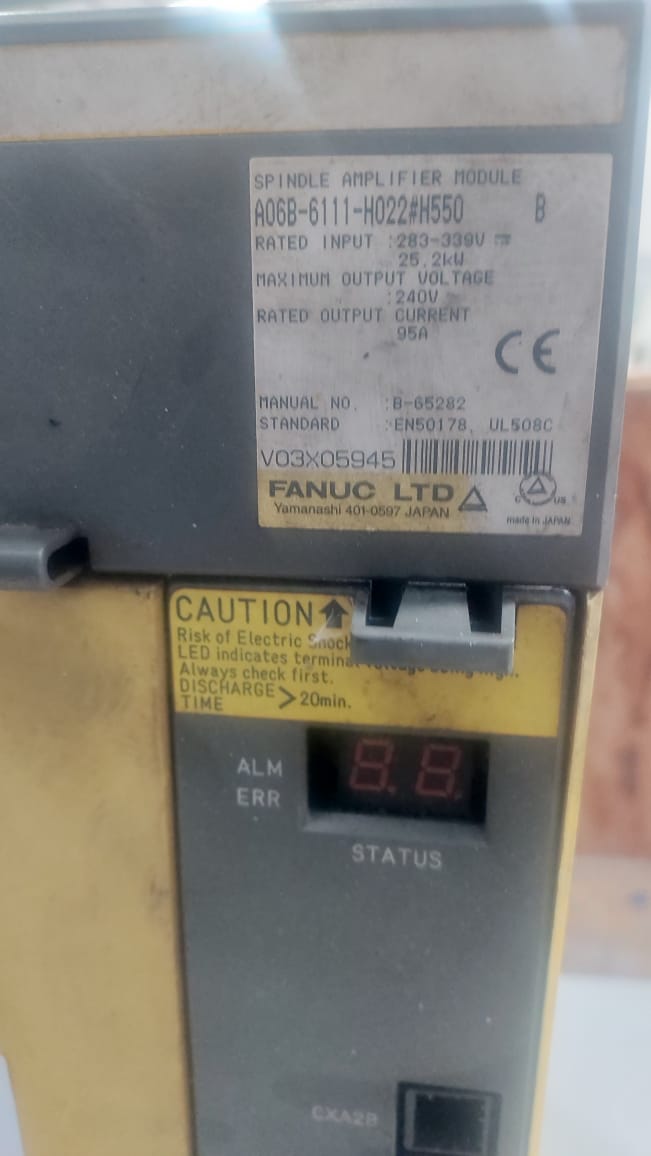 SPINDLE AMPLIFIER MODULE
A06B-6111-H022#H550 B
RATED INPUT :283-339V ⎓
25.2kW
MAXIMUM OUTPUT VOLTAGE
:240V
RATED OUTPUT CURRENT
95A
CE
MANUAL NO. :B-65282
STANDARD :EN50178, UL508C
V03X05945
FANUC LTD
Yamanashi 401-0597 JAPAN
C US
made in JAPAN
CAUTION
Risk of Electric Shock
LED indicates terminal
Always check first.
DISCHARGE
TIME > 20min.
8.8.
ALM
ERR
STATUS
CXA2B